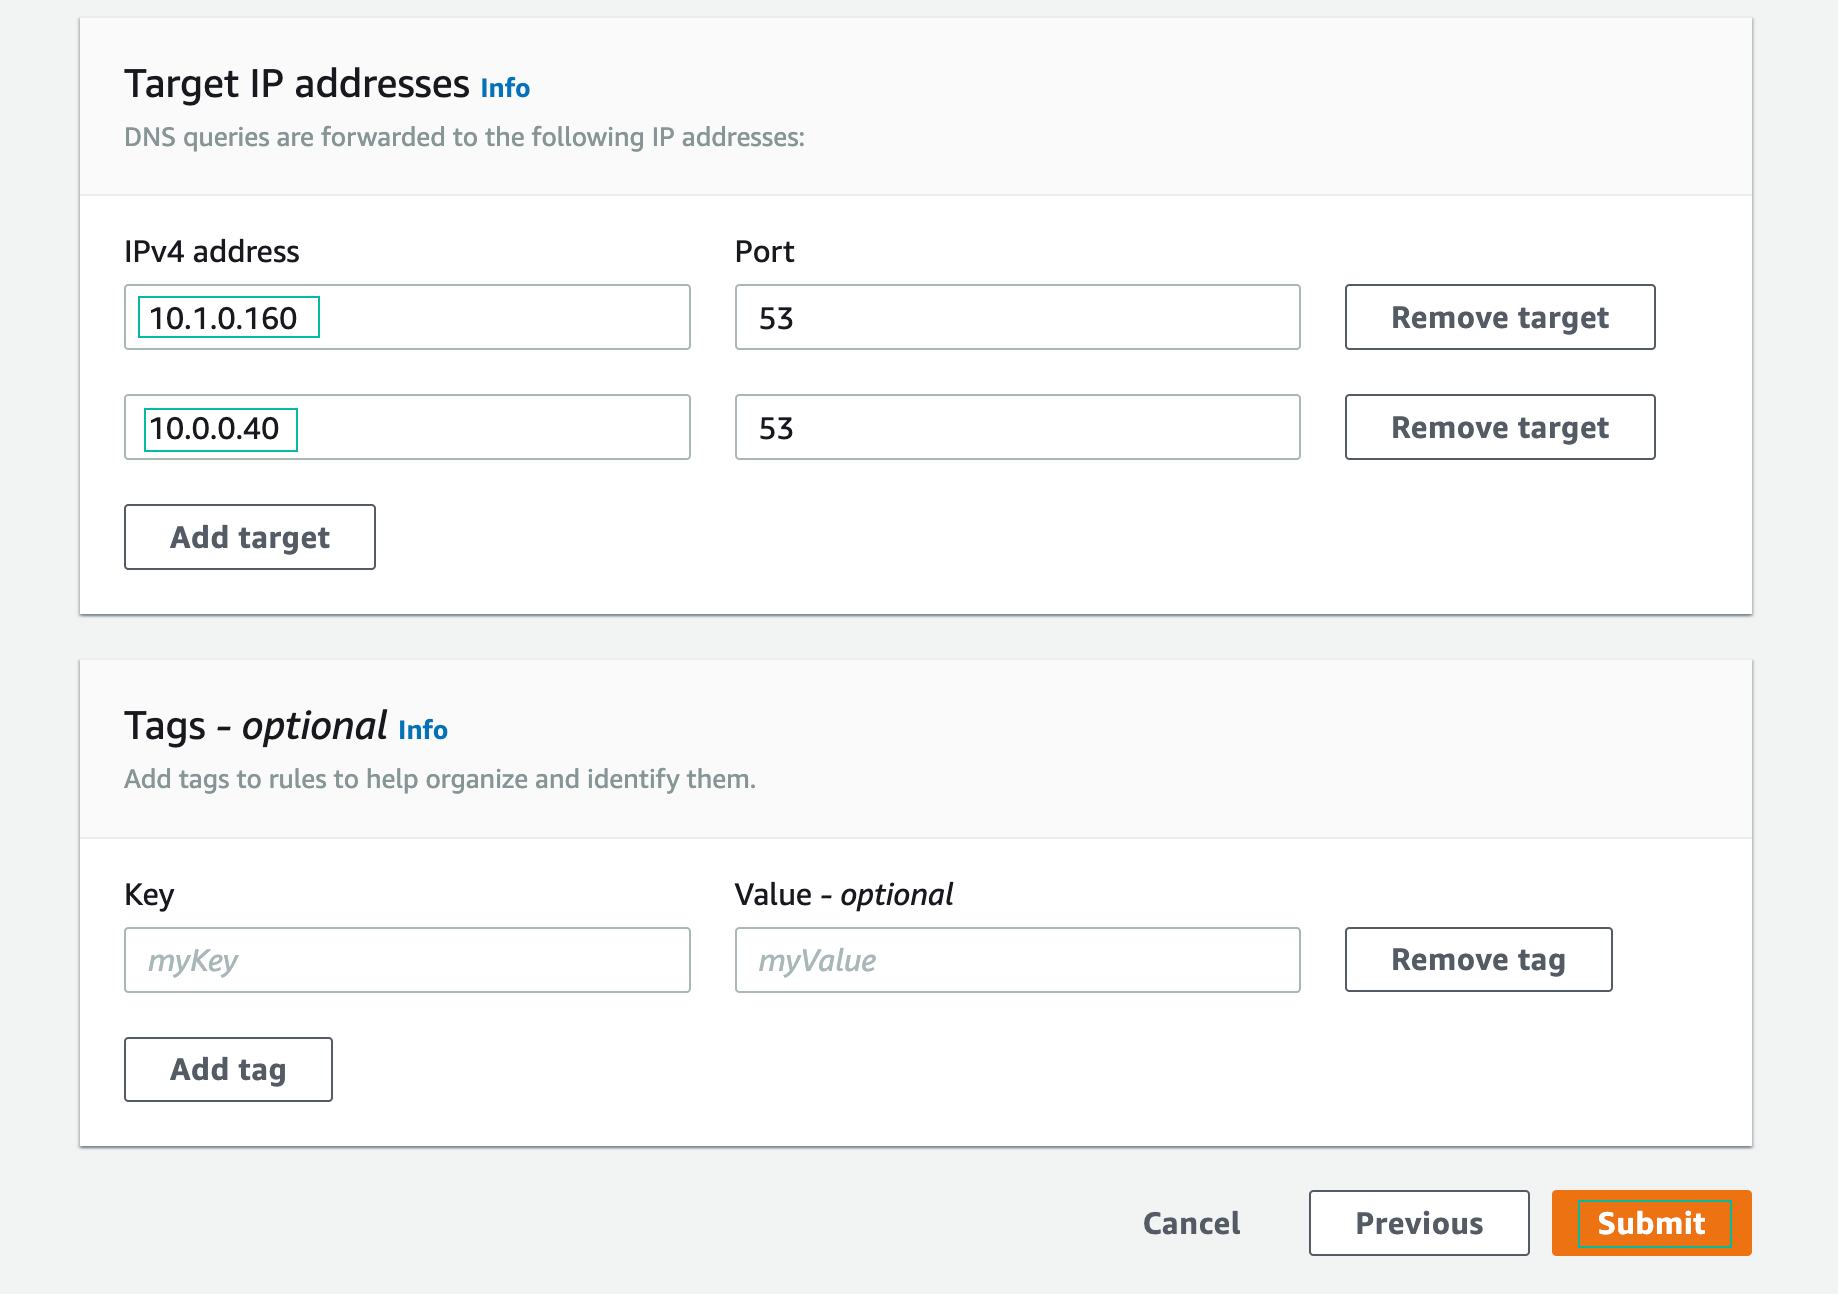 Target IP addresses Info
DNS queries are forwarded to the following IP addresses:
IPv4 address Port
10.1.0.160 53 Remove target
10.0.0.40 53 Remove target
Add target
Tags - optional Info
Add tags to rules to help organize and identify them.
Key Value - optional
myKey myValue Remove tag
Add tag
Cancel Previous Submit